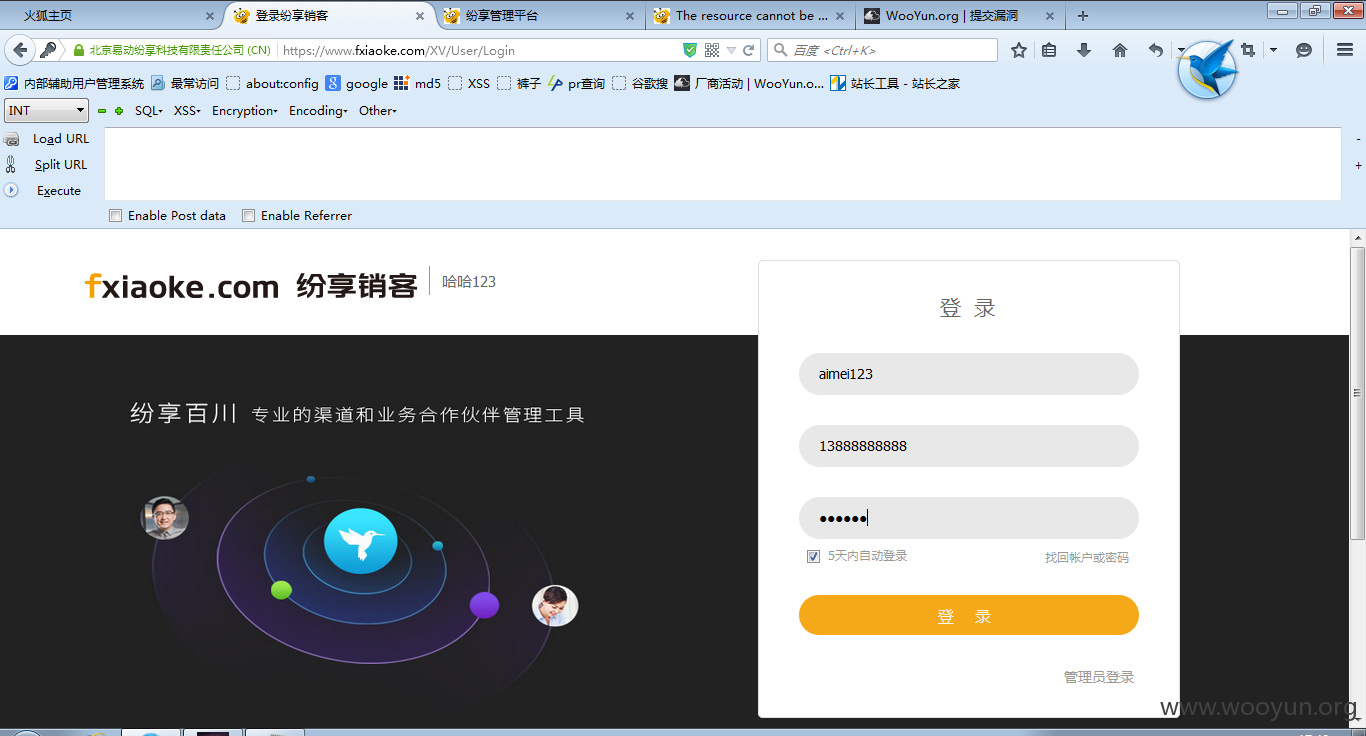 火狐主页
登录纷享销客
纷享管理平台
The resource cannot be ...
WooYun.org | 提交漏洞
北京易动纷享科技有限责任公司 (CN)
https://www.fxiaoke.com/XV/User/Login
百度 <Ctrl+K>
内部辅助用户管理系统
最常访问
about:config
google
md5
XSS
裤子
pr查询
谷歌搜
厂商活动 | WooYun.o...
站长工具 - 站长之家
INT
SQL
XSS
Encryption
Encoding
Other
Load URL
Split URL
Execute
Enable Post data
Enable Referrer
fxiaoke.com 纷享销客
哈哈123
登 录
aimei123
纷享百川 专业的渠道和业务合作伙伴管理工具
13888888888
••••••
5天内自动登录
找回帐户或密码
登 录
管理员登录
www.wooyun.org